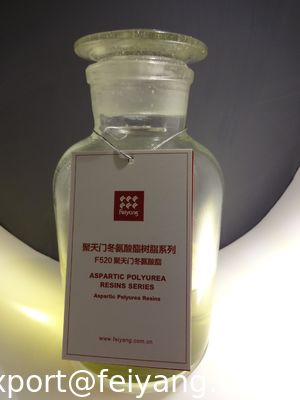 feiyang
聚天门冬氨酸酯树脂系列
F520 聚天门冬氨酸酯
ASPARTIC POLYUREA
RESINS SERIES
Aspartic Polyurea Resins
www.feiyang.com.cn
xport@feiyang.